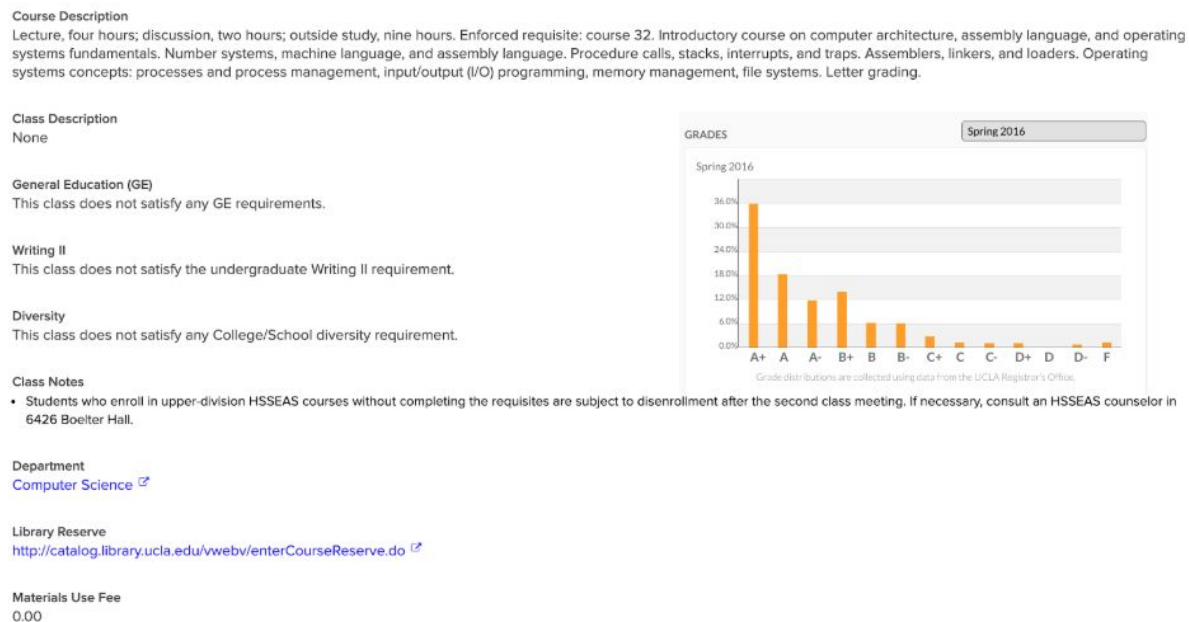 Course Description
Lecture, four hours; discussion, two hours; outside study, nine hours. Enforced requisite: course 32. Introductory course on computer architecture, assembly language, and operating
systems fundamentals. Number systems, machine language, and assembly language. Procedure calls, stacks, interrupts, and traps. Assemblers, linkers, and loaders. Operating
systems concepts: processes and process management, input/output (I/O) programming, memory management, file systems. Letter grading.
Class Description
None
General Education (GE)
This class does not satisfy any GE requirements.
Writing II
This class does not satisfy the undergraduate Writing II requirement.
Diversity
This class does not satisfy any College/School diversity requirement.
GRADES
Spring 2016
Spring 2016
36.0%
30.0%
24.0%
18.0%
12.0%
6.0%
0.0%
A+ A A- B+ B B- C+ C C- D+ D D- F
Grade distributions are collected using data from the UCLA Registrar's Office.
Class Notes
• Students who enroll in upper-division HSSEAS courses without completing the requisites are subject to disenrollment after the second class meeting. If necessary, consult an HSSEAS counselor in
6426 Boelter Hall.
Department
Computer Science
Library Reserve
http://catalog.library.ucla.edu/vwebv/enterCourseReserve.do
Materials Use Fee
0.00